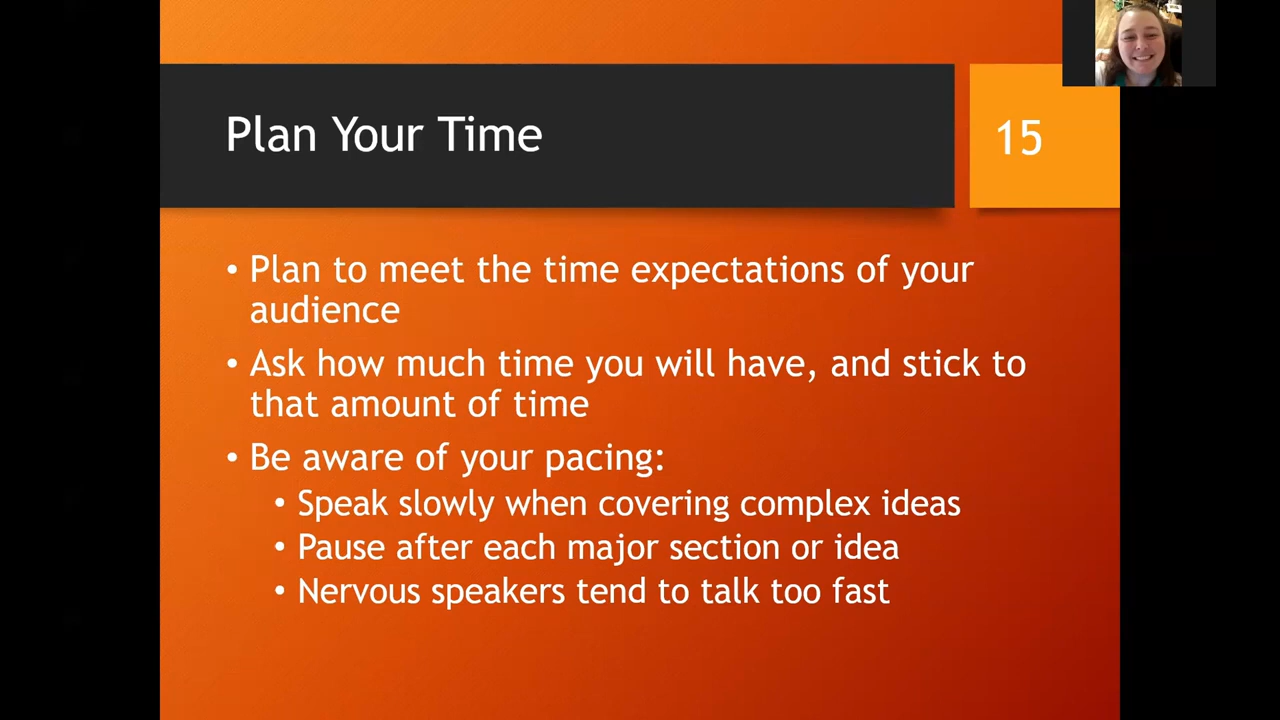 Plan Your Time
15
• Plan to meet the time expectations of your
audience
• Ask how much time you will have, and stick to
that amount of time
• Be aware of your pacing:
• Speak slowly when covering complex ideas
• Pause after each major section or idea
• Nervous speakers tend to talk too fast